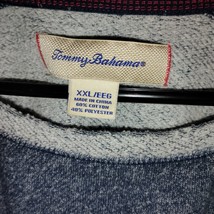 Tommy Bahama®
XXL/EEG
MADE IN CHINA
60% COTTON
40% POLYESTER